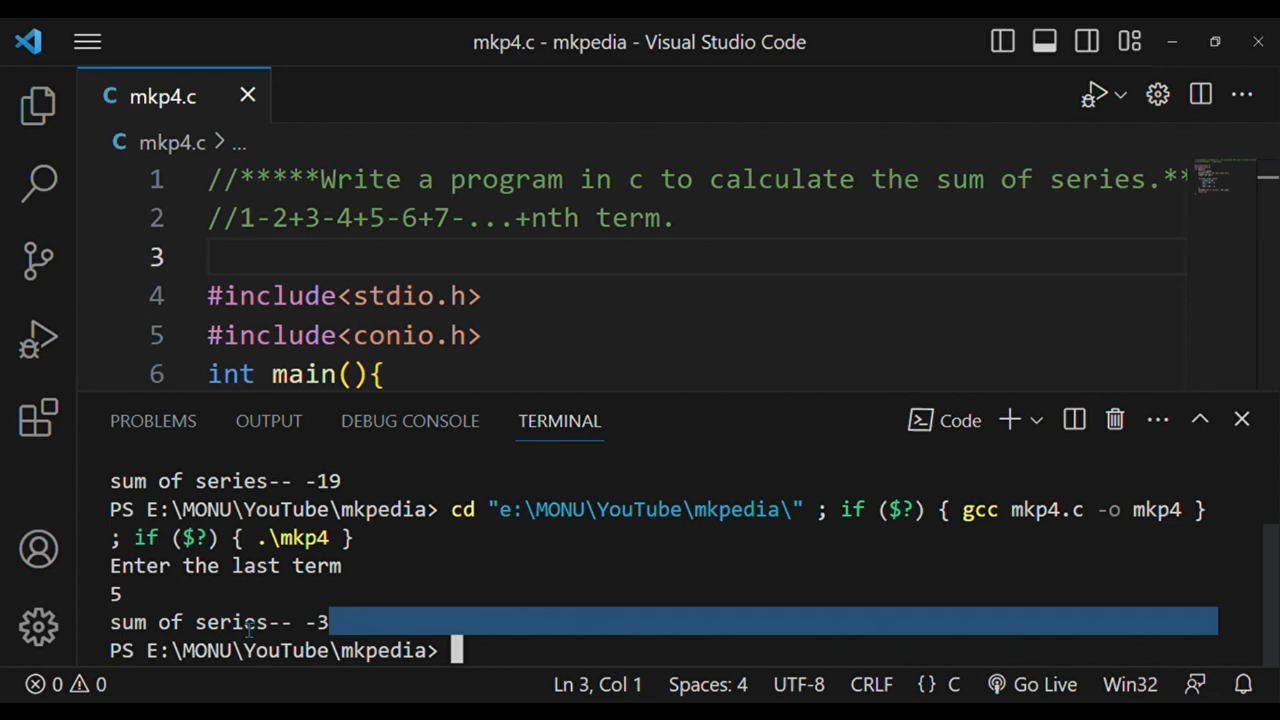 mkp4.c - mkpedia - Visual Studio Code
C mkp4.c
C mkp4.c > ...
1 //*****Write a program in c to calculate the sum of series.**
2 //1-2+3-4+5-6+7-...+nth term.
3
4 #include<stdio.h>
5 #include<conio.h>
6 int main(){
PROBLEMS OUTPUT DEBUG CONSOLE TERMINAL Code
sum of series-- -19
PS E:\MONU\YouTube\mkpedia> cd "e:\MONU\YouTube\mkpedia\" ; if ($?) { gcc mkp4.c -o mkp4 }
; if ($?) { .\mkp4 }
Enter the last term
5
sum of series-- -3
PS E:\MONU\YouTube\mkpedia>
0 0 Ln 3, Col 1 Spaces: 4 UTF-8 CRLF {} C Go Live Win32